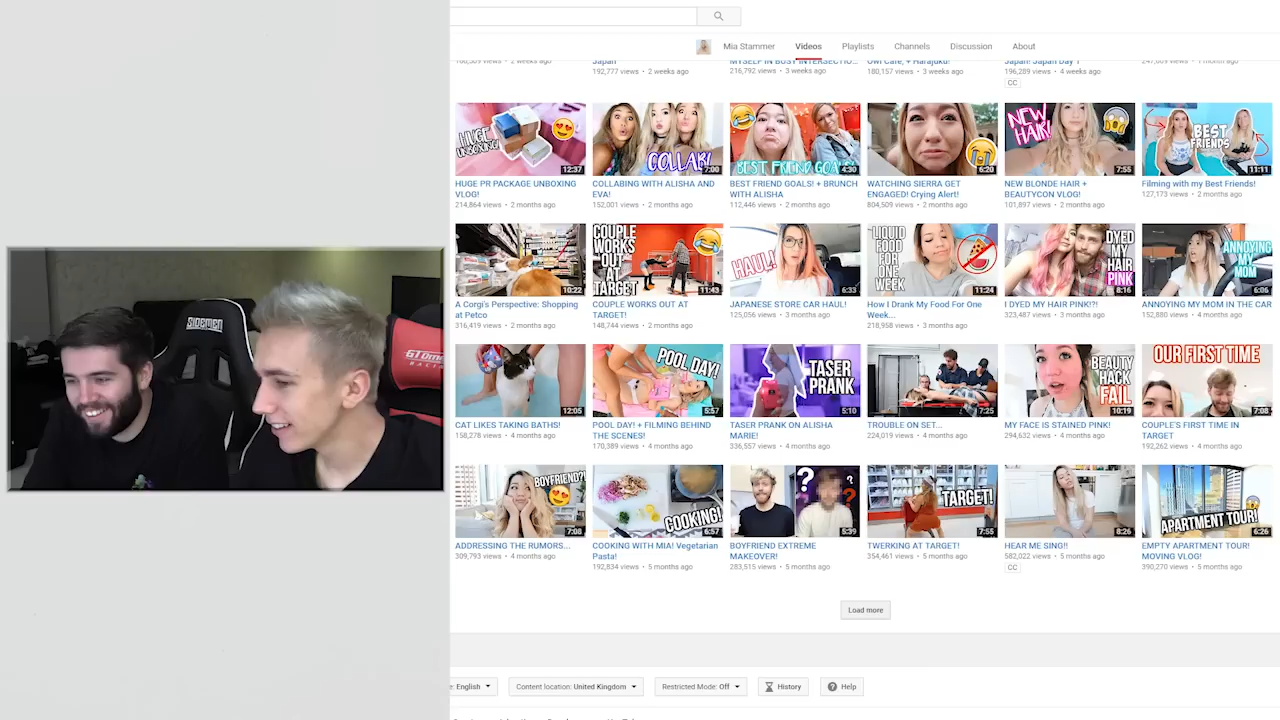 Mia Stammer Videos Playlists Channels Discussion About
Japan
192,777 views • 2 weeks ago
216,792 views • 3 weeks ago
180,157 views • 3 weeks ago
196,289 views • 4 weeks ago
CC
HUGE UNBOXING!
12:37
COLLAB!
7:00
BEST FRIEND GOALS!
4:30
6:20
NEW HAIR!
7:55
BEST FRIENDS
11:11
HUGE PR PACKAGE UNBOXING VLOG!
214,864 views • 2 months ago
COLLABING WITH ALISHA AND EVA!
152,001 views • 2 months ago
BEST FRIEND GOALS! + BRUNCH WITH ALISHA
112,446 views • 2 months ago
WATCHING SIERRA GET ENGAGED! Crying Alert!
804,509 views • 2 months ago
NEW BLONDE HAIR + BEAUTYCON VLOG!
101,897 views • 2 months ago
Filming with my Best Friends!
127,173 views • 2 months ago
10:22
COUPLE WORKS OUT AT TARGET
11:43
HAUL!
6:33
LIQUID FOOD FOR ONE WEEK
11:24
DYED MY HAIR PINK
8:16
ANNOYING MY MOM
6:06
A Corgi's Perspective: Shopping at Petco
316,419 views • 2 months ago
COUPLE WORKS OUT AT TARGET!
148,744 views • 2 months ago
JAPANESE STORE CAR HAUL!
125,056 views • 3 months ago
How I Drank My Food For One Week...
218,958 views • 3 months ago
I DYED MY HAIR PINK!?!
323,487 views • 3 months ago
ANNOYING MY MOM IN THE CAR
152,880 views • 4 months ago
12:05
POOL DAY!
5:57
TASER PRANK
5:10
7:25
BEAUTY HACK FAIL
10:19
OUR FIRST TIME
7:08
CAT LIKES TAKING BATHS!
158,278 views • 4 months ago
POOL DAY! + FILMING BEHIND THE SCENES!
170,389 views • 4 months ago
TASER PRANK ON ALISHA MARIE!
336,557 views • 4 months ago
TROUBLE ON SET...
224,019 views • 4 months ago
MY FACE IS STAINED PINK!
294,632 views • 4 months ago
COUPLE'S FIRST TIME IN TARGET
192,262 views • 4 months ago
BOYFRIEND?!
7:08
COOKING!
6:57
? ?
5:39
TARGET!
7:55
8:26
APARTMENT TOUR!
6:26
ADDRESSING THE RUMORS...
309,793 views • 4 months ago
COOKING WITH MIA! Vegetarian Pasta!
192,834 views • 5 months ago
BOYFRIEND EXTREME MAKEOVER!
283,515 views • 5 months ago
TWERKING AT TARGET!
354,461 views • 5 months ago
HEAR ME SING!!
582,022 views • 5 months ago
CC
EMPTY APARTMENT TOUR! MOVING VLOG!
390,270 views • 5 months ago
SIDEMEN
GT Omega
RACING
Load more
e: English Content location: United Kingdom Restricted Mode: Off History Help